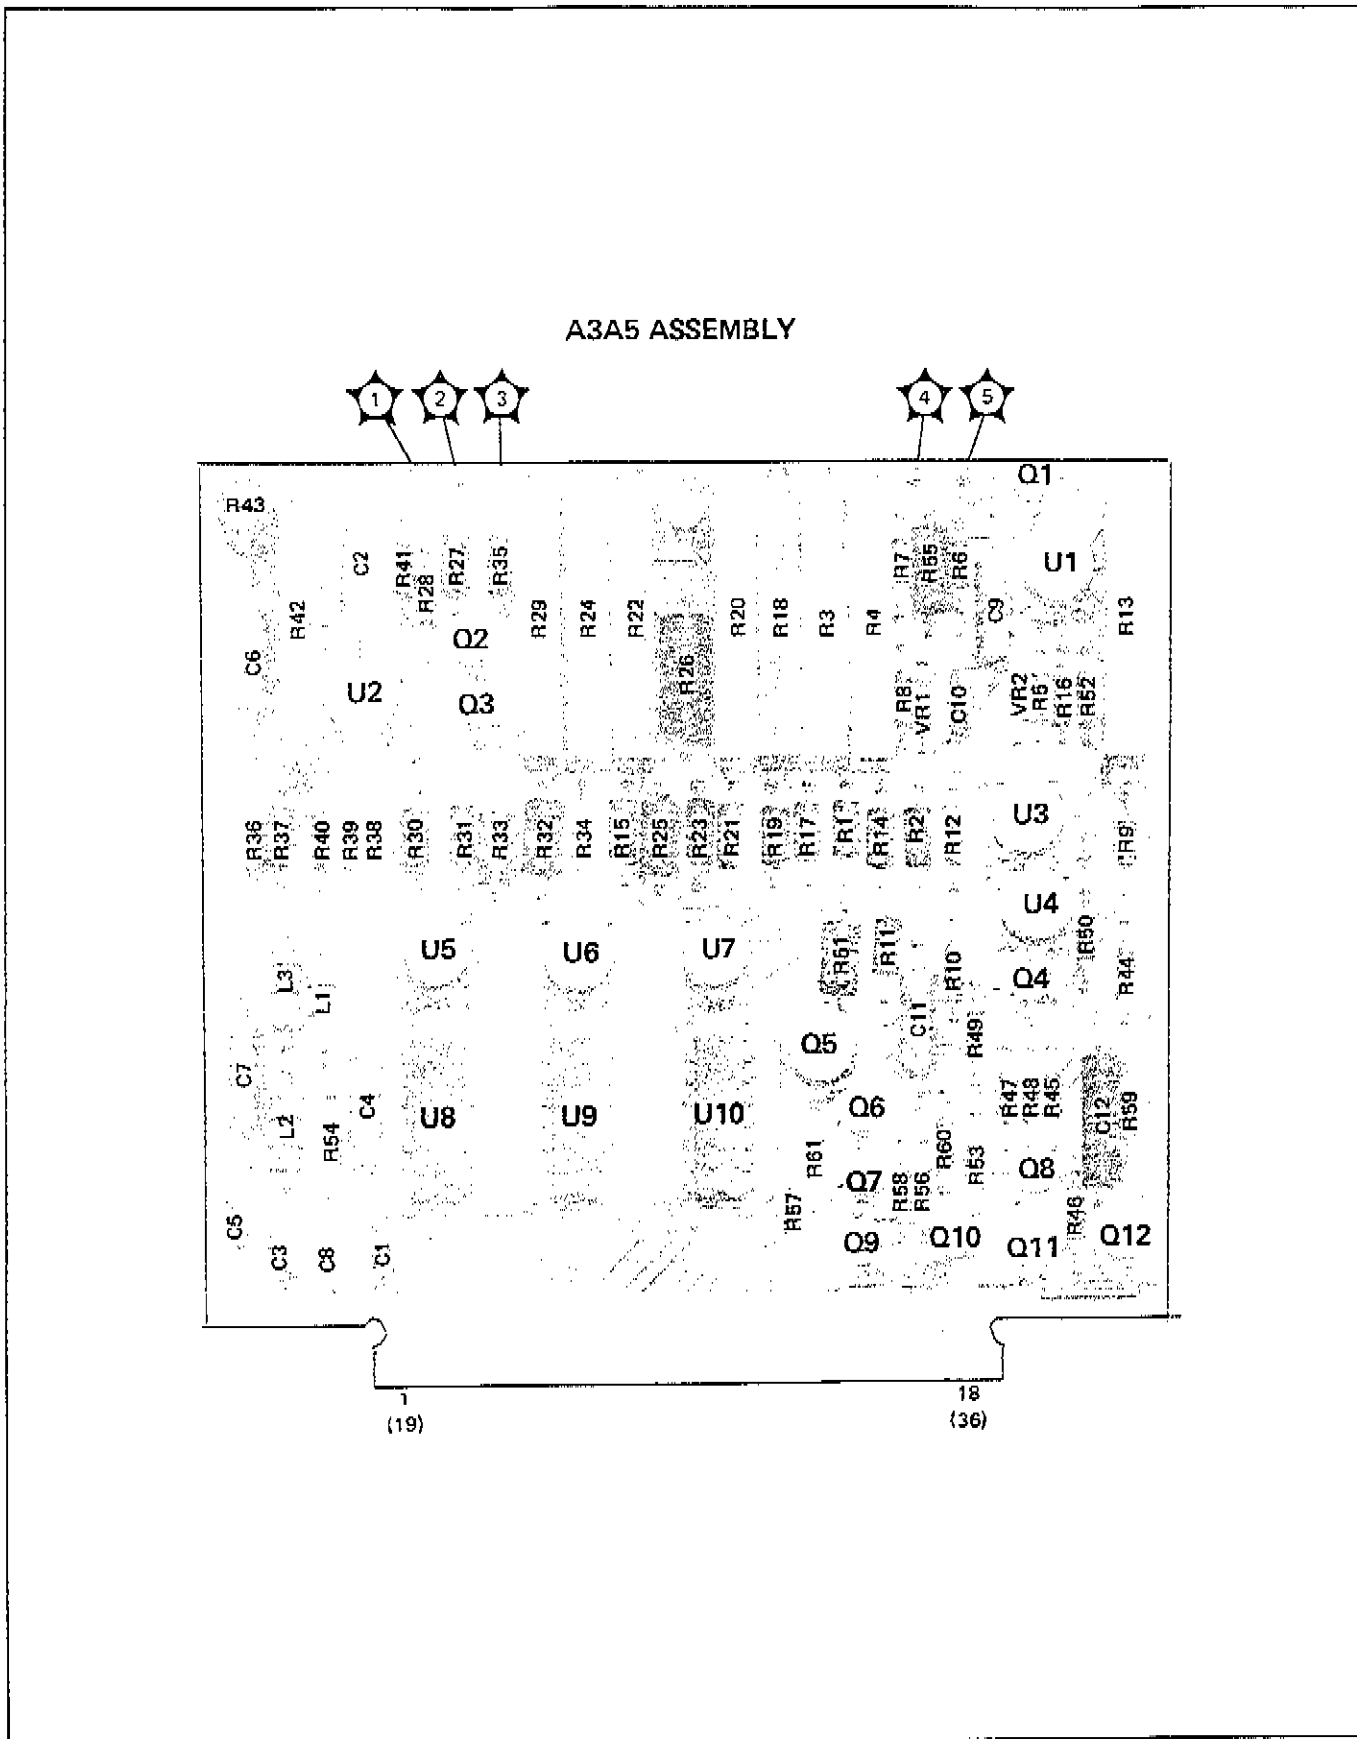 A3A5 ASSEMBLY
1 2 3 4 5
Q1
R43
C2 R41 R28 R27 R35 R7 R55 R6 U1
R42 R29 R24 R22 R20 R18 R3 R4 C9 R13
Q2
C6 R26
U2 Q3 R8 VR1 C10 VR2 R5 R16 R52
U3
R36 R37 R40 R39 R38 R30 R31 R33 R32 R34 R15 R25 R23 R21 R19 R17 R1 R14 R2 R12 R9
U4
U5 U6 U7 R51 R11 R50
L3 L1 R10 Q4 R44
C11 R49
Q5
C7 C4 Q6 R47 R48 R45 C12 R59
L2 R54 U8 U9 U10
R61 R60 R53 Q8
Q7 R58 R56
C5 R57 R46
C3 C8 C1 Q9 Q10 Q11 Q12
1 18
(19) (36)